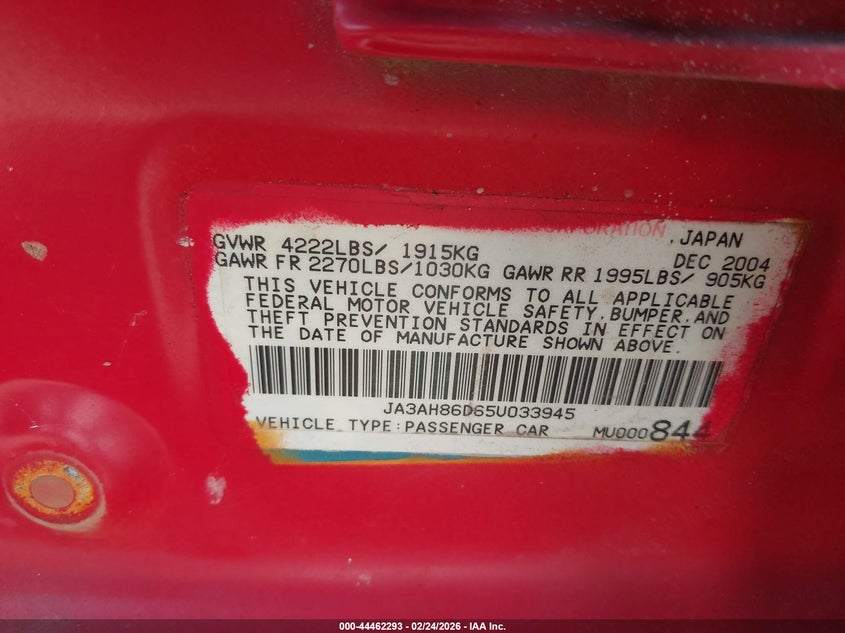 CORPORATION
, JAPAN
GVWR 4222LBS/ 1915KG DEC 2004
GAWR FR 2270LBS/1030KG GAWR RR 1995LBS/ 905KG
THIS VEHICLE CONFORMS TO ALL APPLICABLE
FEDERAL MOTOR VEHICLE SAFETY, BUMPER, AND
THEFT PREVENTION STANDARDS IN EFFECT ON
THE DATE OF MANUFACTURE SHOWN ABOVE.
JA3AH86D65U033945
VEHICLE TYPE:PASSENGER CAR MU000844
000-44462293 - 02/24/2026 - IAA Inc.